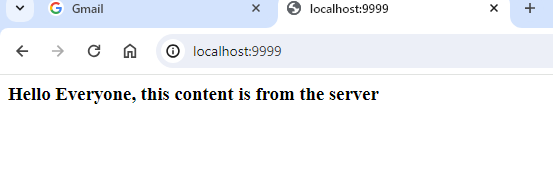 Gmail
localhost:9999
localhost:9999
Hello Everyone, this content is from the server